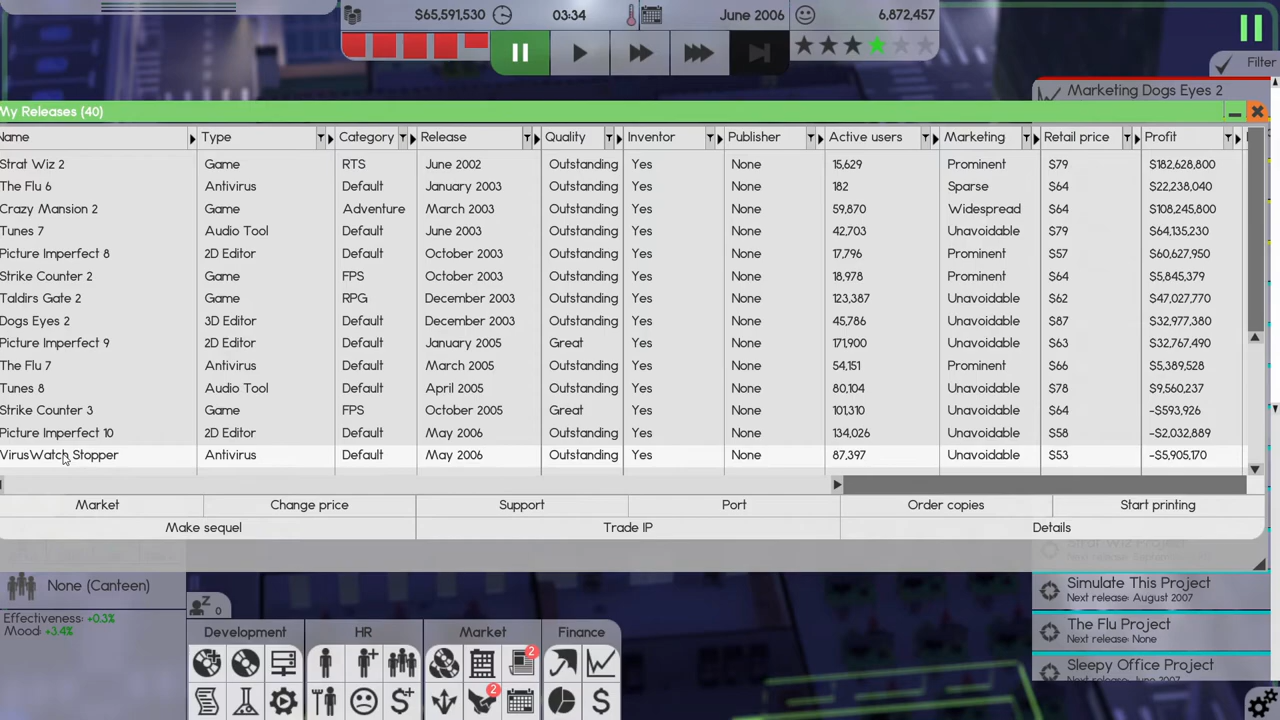 $65,591,530 03:34 June 2006 6,872,457
Filter
Marketing Dogs Eyes 2
My Releases (40)
Name Type Category Release Quality Inventor Publisher Active users Marketing Retail price Profit
Strat Wiz 2 Game RTS June 2002 Outstanding Yes None 15,629 Prominent $79 $182,628,800
The Flu 6 Antivirus Default January 2003 Outstanding Yes None 182 Sparse $64 $22,238,040
Crazy Mansion 2 Game Adventure March 2003 Outstanding Yes None 59,870 Widespread $64 $108,245,800
Tunes 7 Audio Tool Default June 2003 Outstanding Yes None 42,703 Unavoidable $79 $64,135,230
Picture Imperfect 8 2D Editor Default October 2003 Outstanding Yes None 17,796 Prominent $57 $60,627,950
Strike Counter 2 Game FPS October 2003 Outstanding Yes None 18,978 Prominent $64 $5,845,379
Taldirs Gate 2 Game RPG December 2003 Outstanding Yes None 123,387 Unavoidable $62 $47,027,770
Dogs Eyes 2 3D Editor Default December 2003 Outstanding Yes None 45,786 Unavoidable $87 $32,977,380
Picture Imperfect 9 2D Editor Default January 2005 Great Yes None 171,900 Unavoidable $63 $32,767,490
The Flu 7 Antivirus Default March 2005 Outstanding Yes None 54,151 Prominent $66 $5,389,528
Tunes 8 Audio Tool Default April 2005 Outstanding Yes None 80,104 Unavoidable $78 $9,560,237
Strike Counter 3 Game FPS October 2005 Great Yes None 101,310 Unavoidable $64 -$593,926
Picture Imperfect 10 2D Editor Default May 2006 Outstanding Yes None 134,026 Unavoidable $58 -$2,032,889
VirusWatch Stopper Antivirus Default May 2006 Outstanding Yes None 87,397 Unavoidable $53 -$5,905,170
Market Change price Support Port Order copies Start printing
Make sequel Trade IP Details
Strat Wiz Project
None (Canteen)
Effectiveness: +0.3%
Mood: +3.4%
Z 0
Simulate This Project
Next release: August 2007
The Flu Project
Next release: None
Sleepy Office Project
Next release: June 2007
Development HR Market Finance
2
2